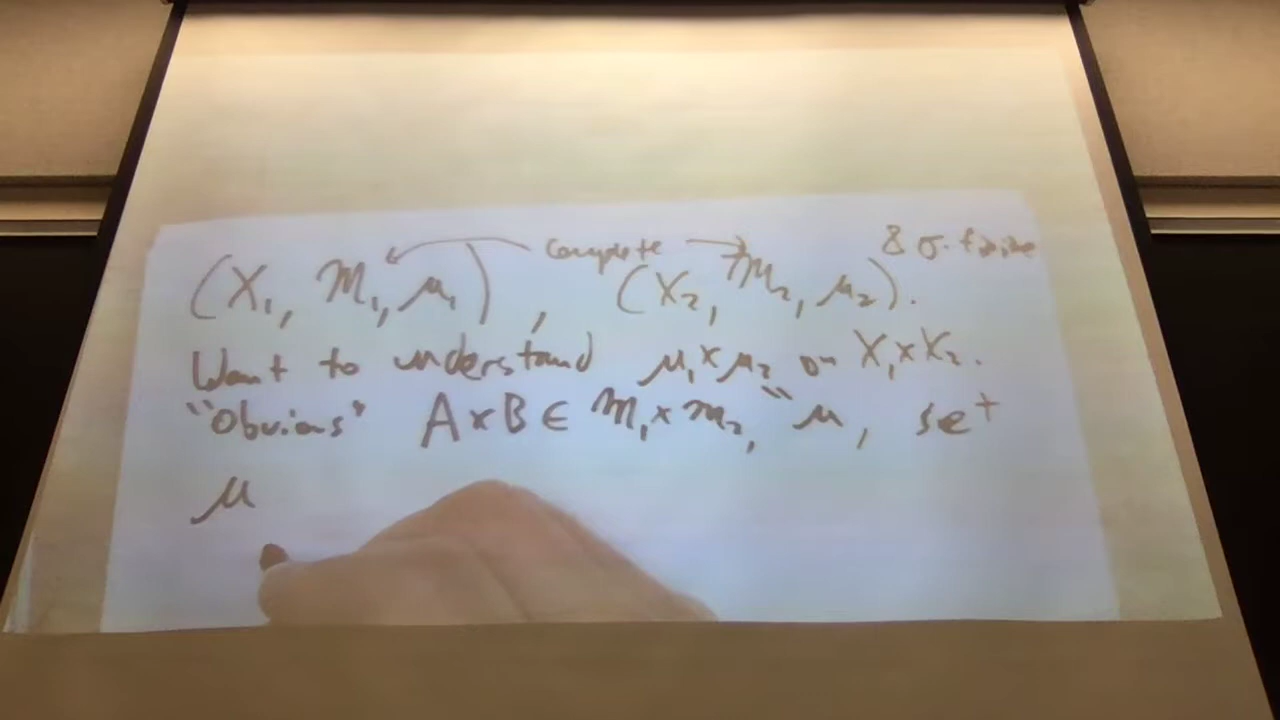 complete & σ-finite
(X₁, M₁, μ₁), (X₂, M₂, μ₂).
Want to understand μ₁×μ₂ on X₁×X₂.
"Obvious" A×B ∈ M₁×M₂, " μ, set
μ